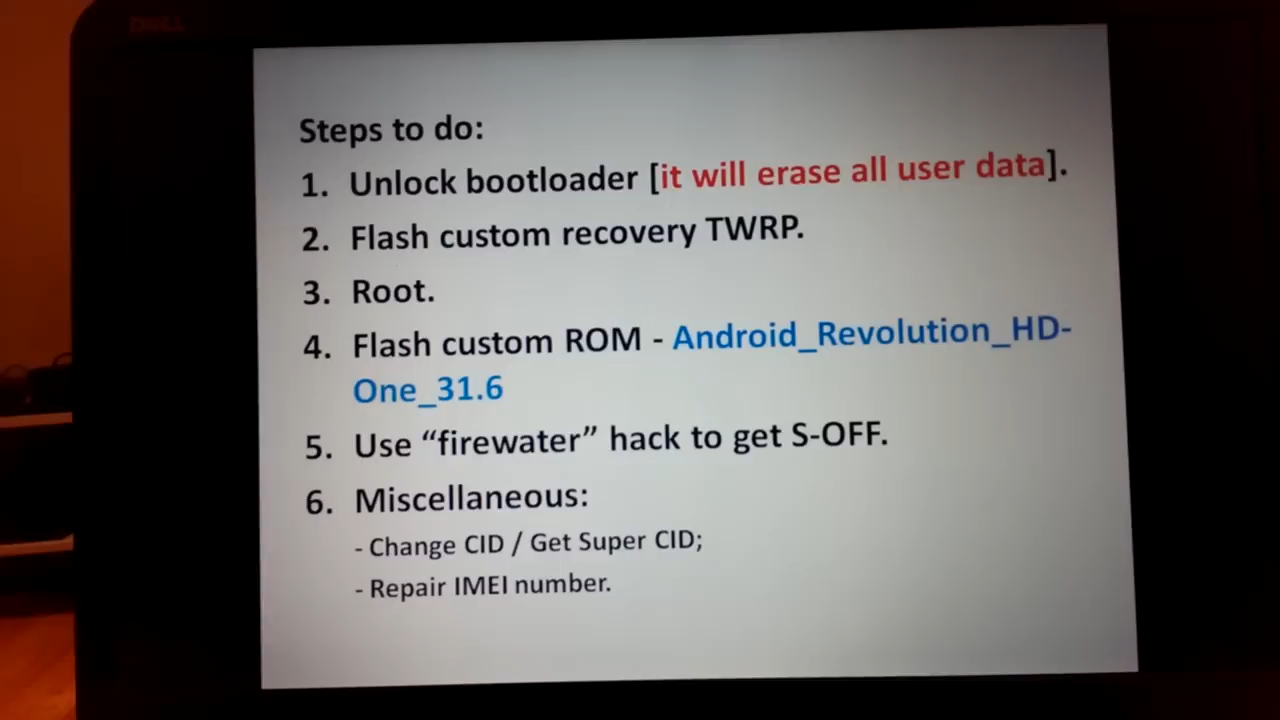 DELL
Steps to do:
1. Unlock bootloader [it will erase all user data].
2. Flash custom recovery TWRP.
3. Root.
4. Flash custom ROM - Android_Revolution_HD-
One_31.6
5. Use “firewater” hack to get S-OFF.
6. Miscellaneous:
- Change CID / Get Super CID;
- Repair IMEI number.